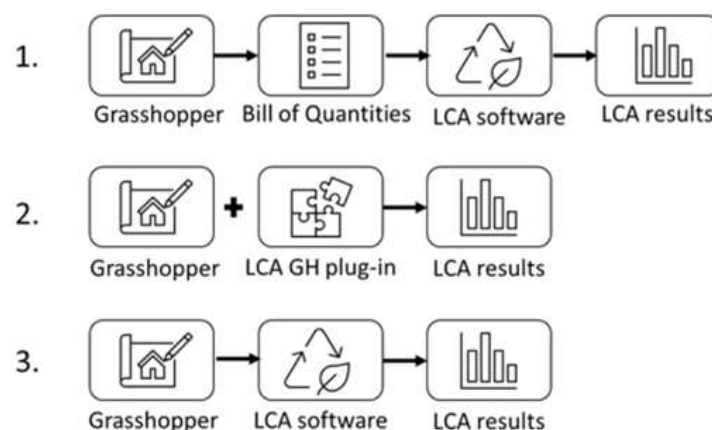 1.
Grasshopper Bill of Quantities LCA software LCA results
2.
Grasshopper LCA GH plug-in LCA results
3.
Grasshopper LCA software LCA results